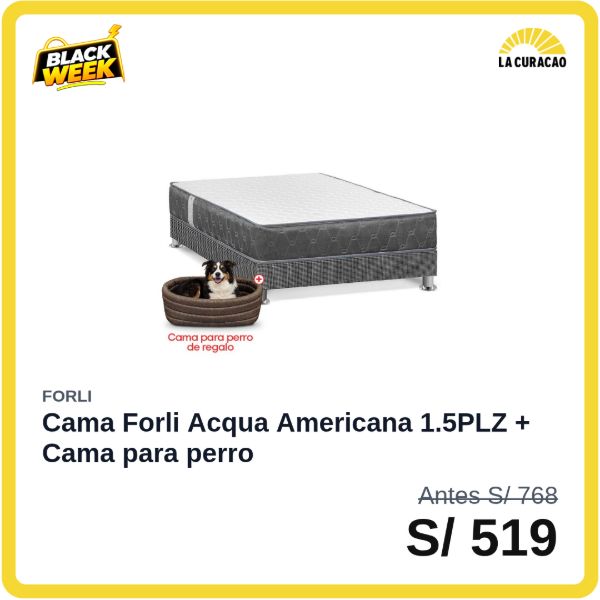 BLACK
WEEK
LA CURACAO
Cama para perro
de regalo
FORLI
Cama Forli Acqua Americana 1.5PLZ +
Cama para perro
Antes S/ 768
S/ 519